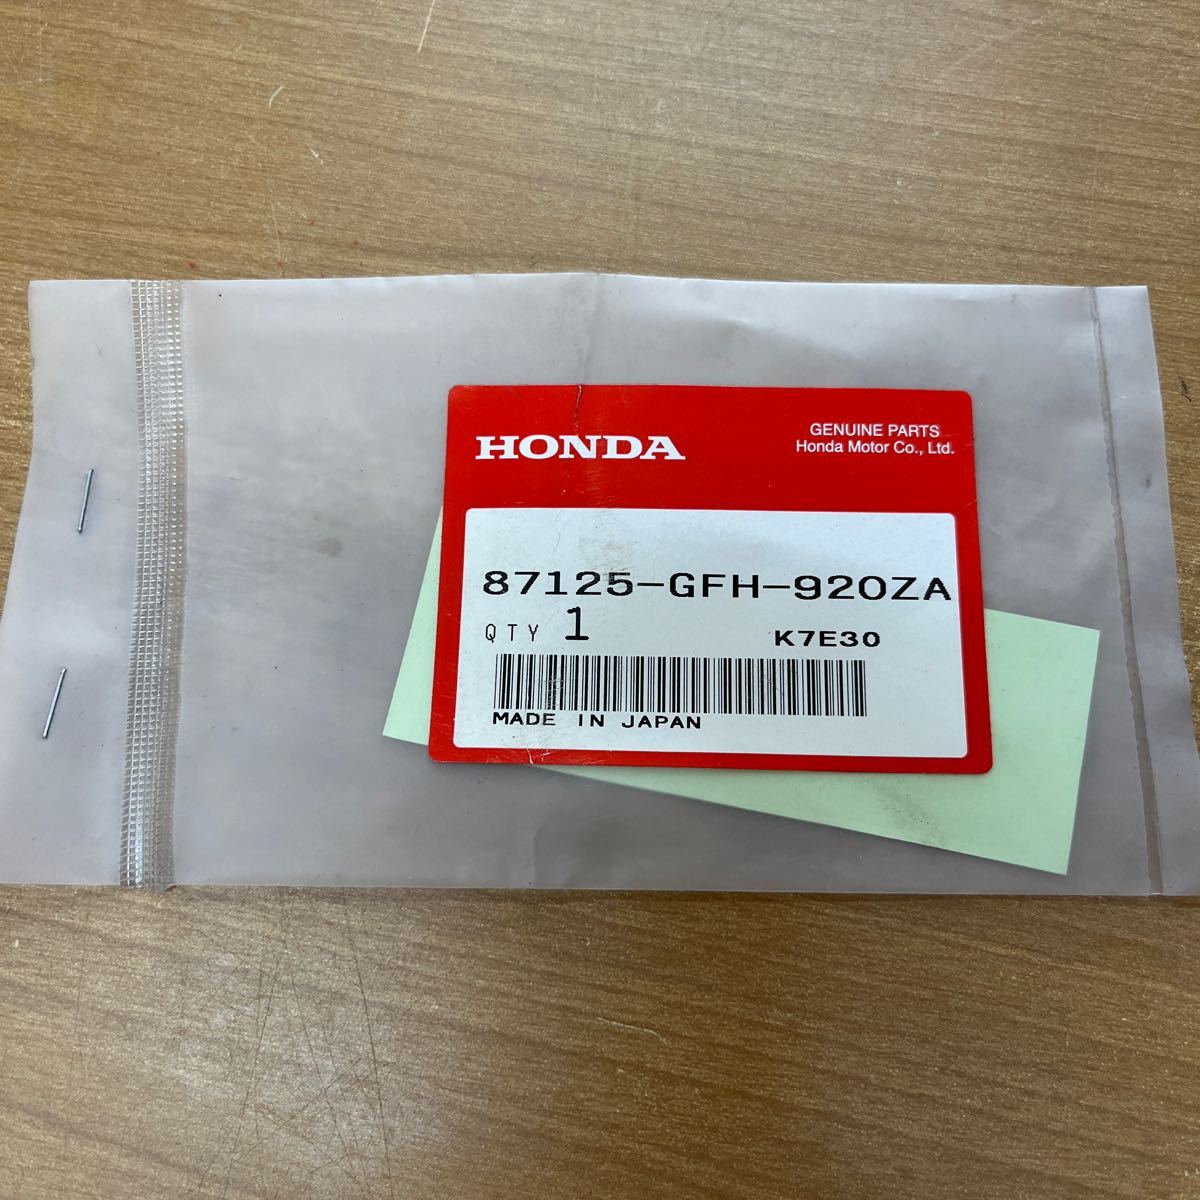 HONDA
GENUINE PARTS
Honda Motor Co., Ltd.
87125-GFH-920ZA
QTY 1
K7E30
MADE IN JAPAN